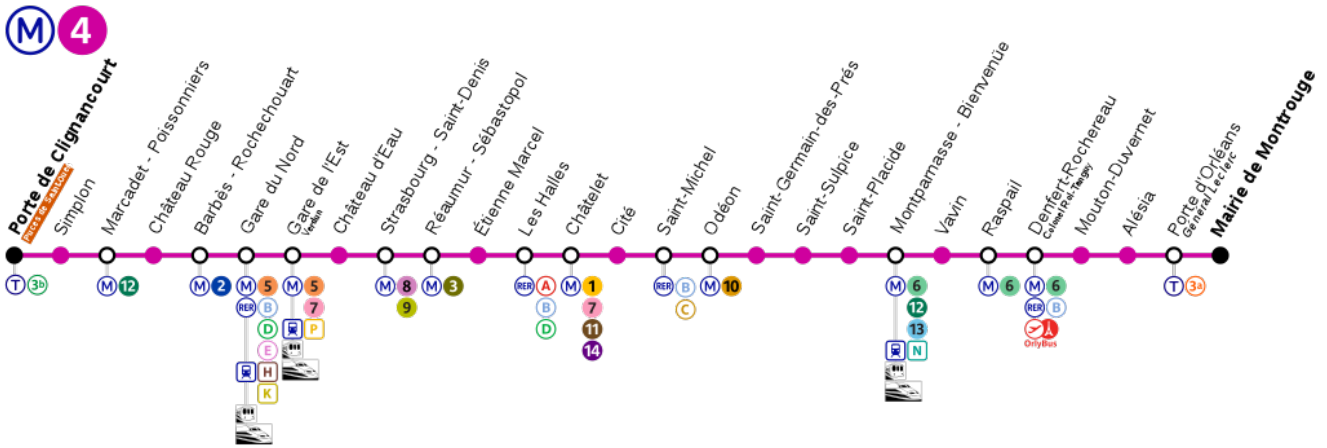 M 4
Porte de Clignancourt
Puces de Saint-Ouen
Simplon
Marcadet - Poissonniers
Château Rouge
Barbès - Rochechouart
Gare du Nord
Gare de l'Est
Verdun
Château d'Eau
Strasbourg - Saint-Denis
Réaumur - Sébastopol
Étienne Marcel
Les Halles
Châtelet
Cité
Saint-Michel
Odéon
Saint-Germain-des-Prés
Saint-Sulpice
Saint-Placide
Montparnasse - Bienvenüe
Vavin
Raspail
Denfert-Rochereau
Colonel Rol-Tanguy
Mouton-Duvernet
Alésia
Porte d'Orléans
Général Leclerc
Mairie de Montrouge
T 3b
M 12
M 2
M 5
RER B
D
E
H
K
M 5
7
P
M 8
9
M 3
RER A
B
D
M 1
7
11
14
RER B
C
M 10
M 6
12
13
N
M 6
M 6
RER B
OrlyBus
T 3a